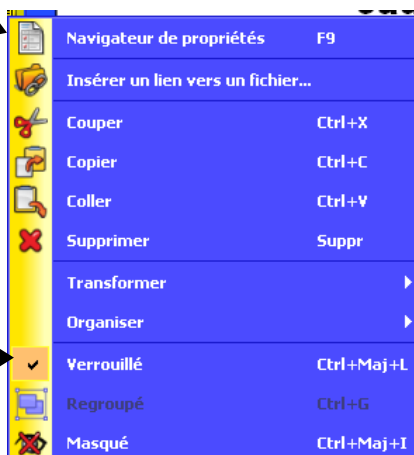 Navigateur de propriétés F9
Insérer un lien vers un fichier...
Couper Ctrl+X
Copier Ctrl+C
Coller Ctrl+V
Supprimer Suppr
Transformer
Organiser
Verrouillé Ctrl+Maj+L
Regroupé Ctrl+G
Masqué Ctrl+Maj+I